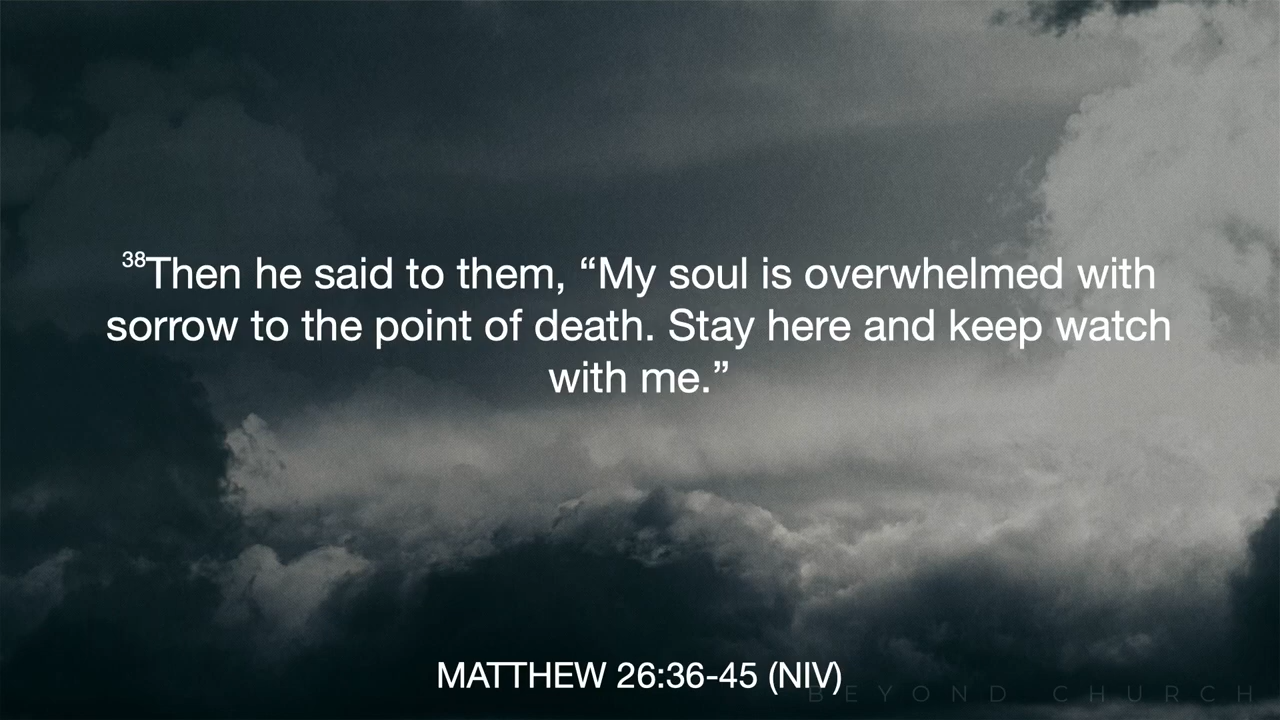 ³⁸Then he said to them, “My soul is overwhelmed with
sorrow to the point of death. Stay here and keep watch
with me.”
MATTHEW 26:36-45 (NIV)
BEYOND CHURCH